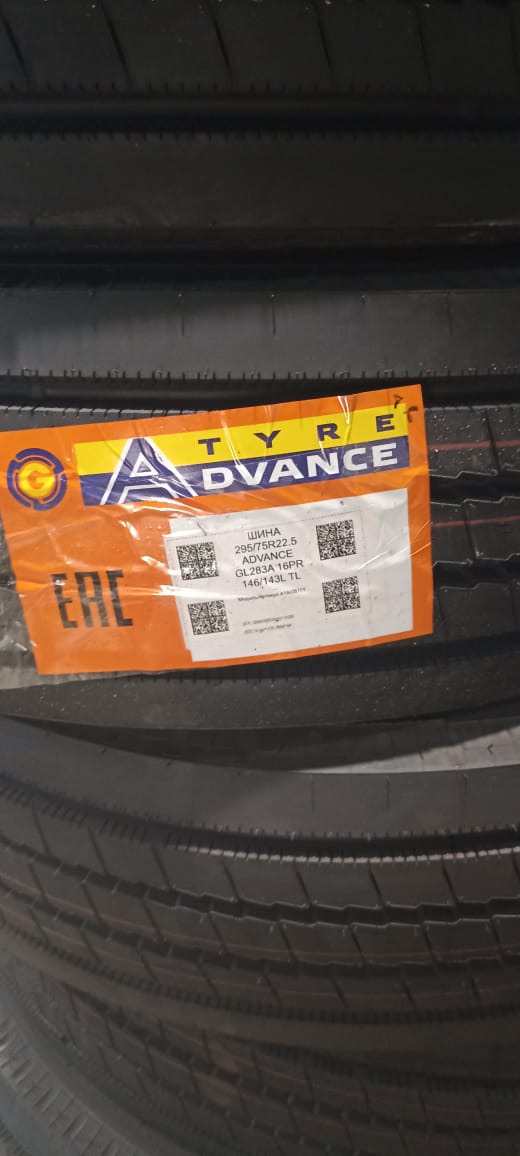 G
TYRE
ADVANCE
EAC
ШИНА
295/75R22.5
ADVANCE
GL283A 16PR
146/143L TL